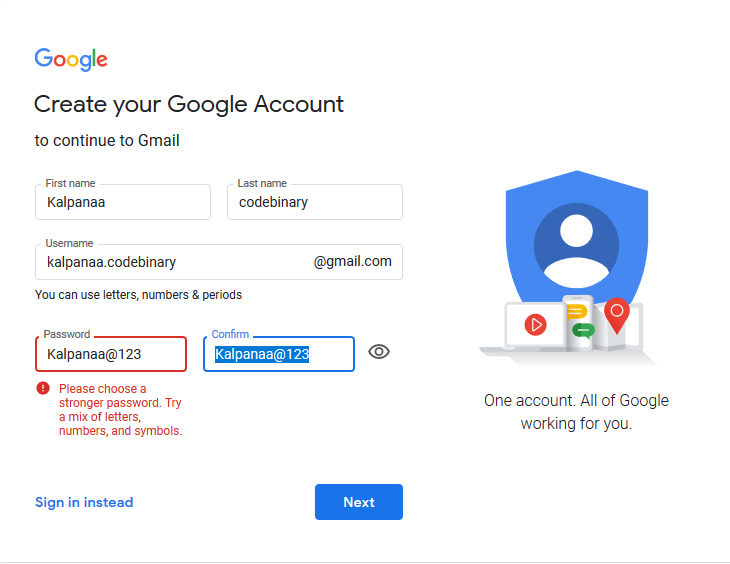 Google
Create your Google Account
to continue to Gmail
First name
Kalpanaa
Last name
codebinary
Username
kalpanaa.codebinary
@gmail.com
You can use letters, numbers & periods
Password
Kalpanaa@123
Confirm
Kalpanaa@123
Please choose a
stronger password. Try
a mix of letters,
numbers, and symbols.
Sign in instead
Next
One account. All of Google
working for you.